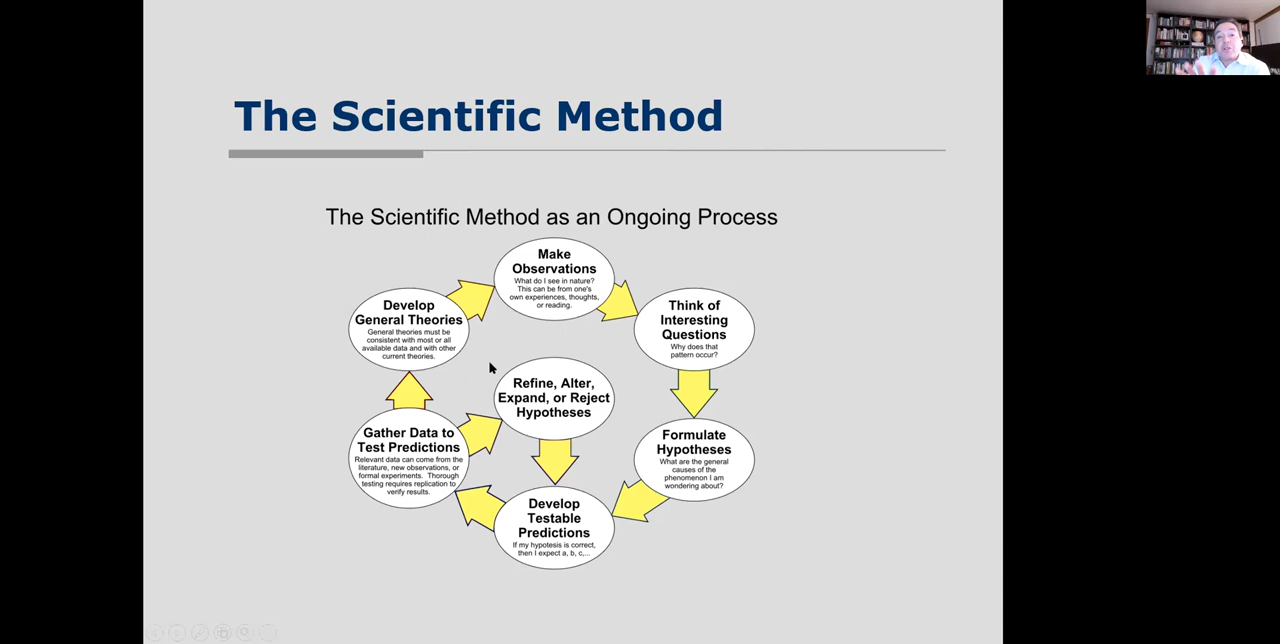 The Scientific Method
The Scientific Method as an Ongoing Process
Make
Observations
What do I see in nature?
This can be from one's
own experiences, thoughts,
or reading.
Think of
Interesting
Questions
Why does that
pattern occur?
Formulate
Hypotheses
What are the general
causes of the
phenomenon I am
wondering about?
Develop
Testable
Predictions
If my hypotesis is correct,
then I expect a, b, c,...
Gather Data to
Test Predictions
Relevant data can come from the
literature, new observations, or
formal experiments. Thorough
testing requires replication to
verify results.
Refine, Alter,
Expand, or Reject
Hypotheses
Develop
General Theories
General theories must be
consistent with most or all
available data and with other
current theories.